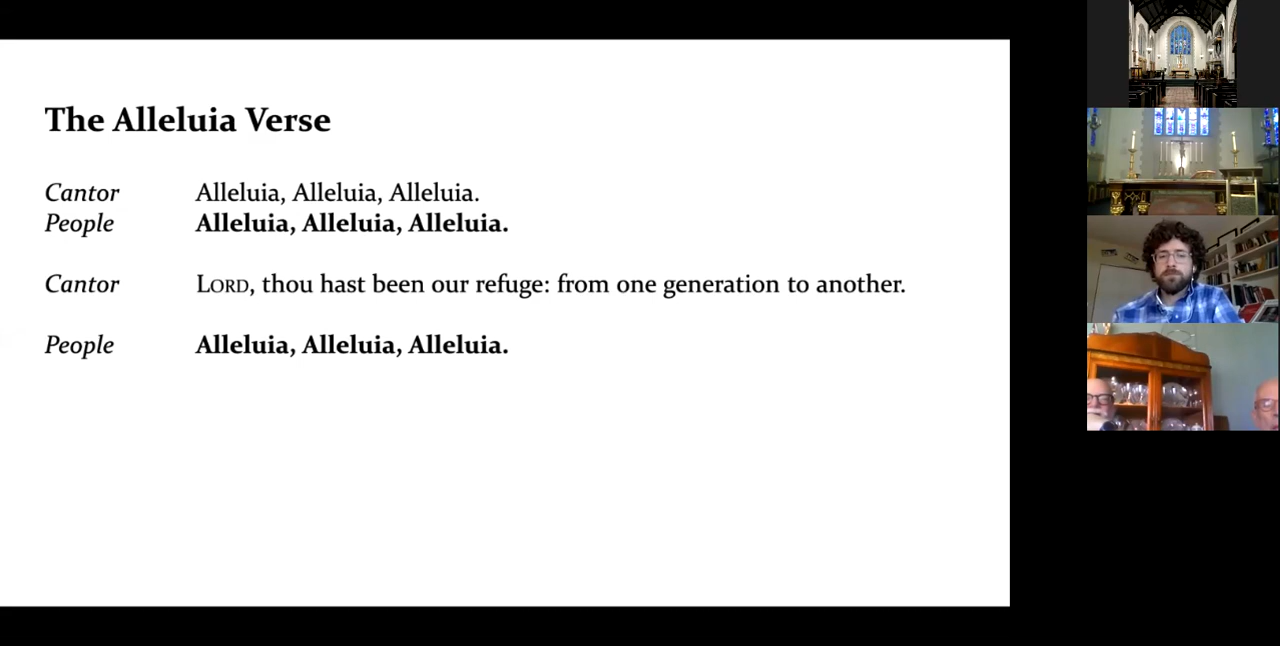 The Alleluia Verse
Cantor Alleluia, Alleluia, Alleluia.
People Alleluia, Alleluia, Alleluia.
Cantor LORD, thou hast been our refuge: from one generation to another.
People Alleluia, Alleluia, Alleluia.